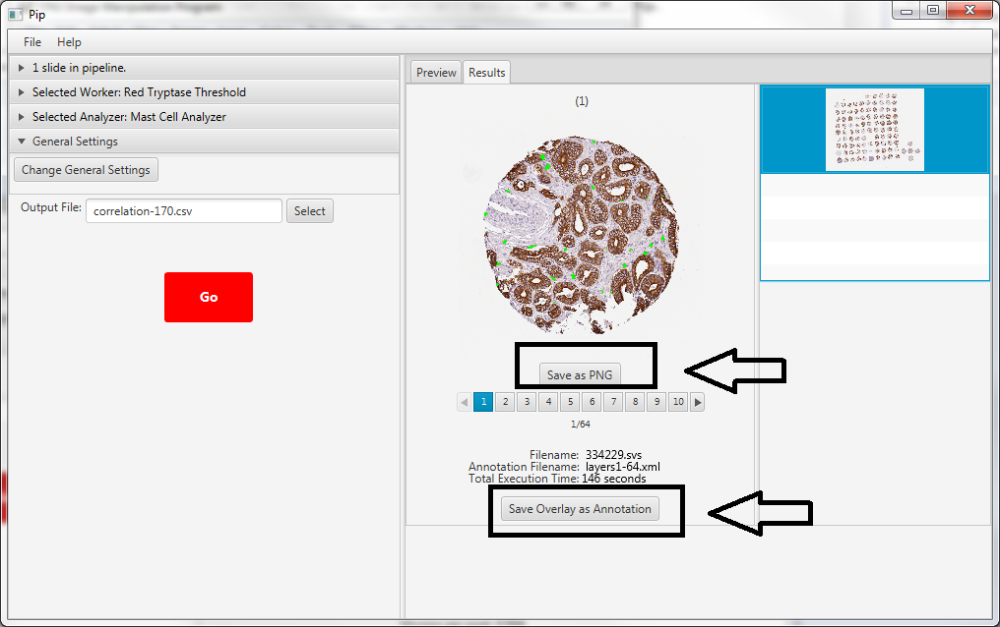 Pip
File Help
1 slide in pipeline.
Selected Worker: Red Tryptase Threshold
Selected Analyzer: Mast Cell Analyzer
General Settings
Change General Settings
Output File: correlation-170.csv Select
Go
Preview Results
(1)
Save as PNG
1 2 3 4 5 6 7 8 9 10
1/64
Filename: 334229.svs
Annotation Filename: layers1-64.xml
Total Execution Time: 146 seconds
Save Overlay as Annotation